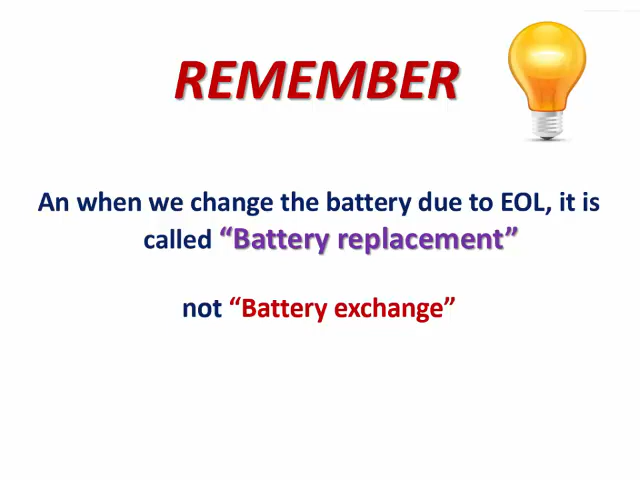 REMEMBER
An when we change the battery due to EOL, it is
called “Battery replacement”
not “Battery exchange”